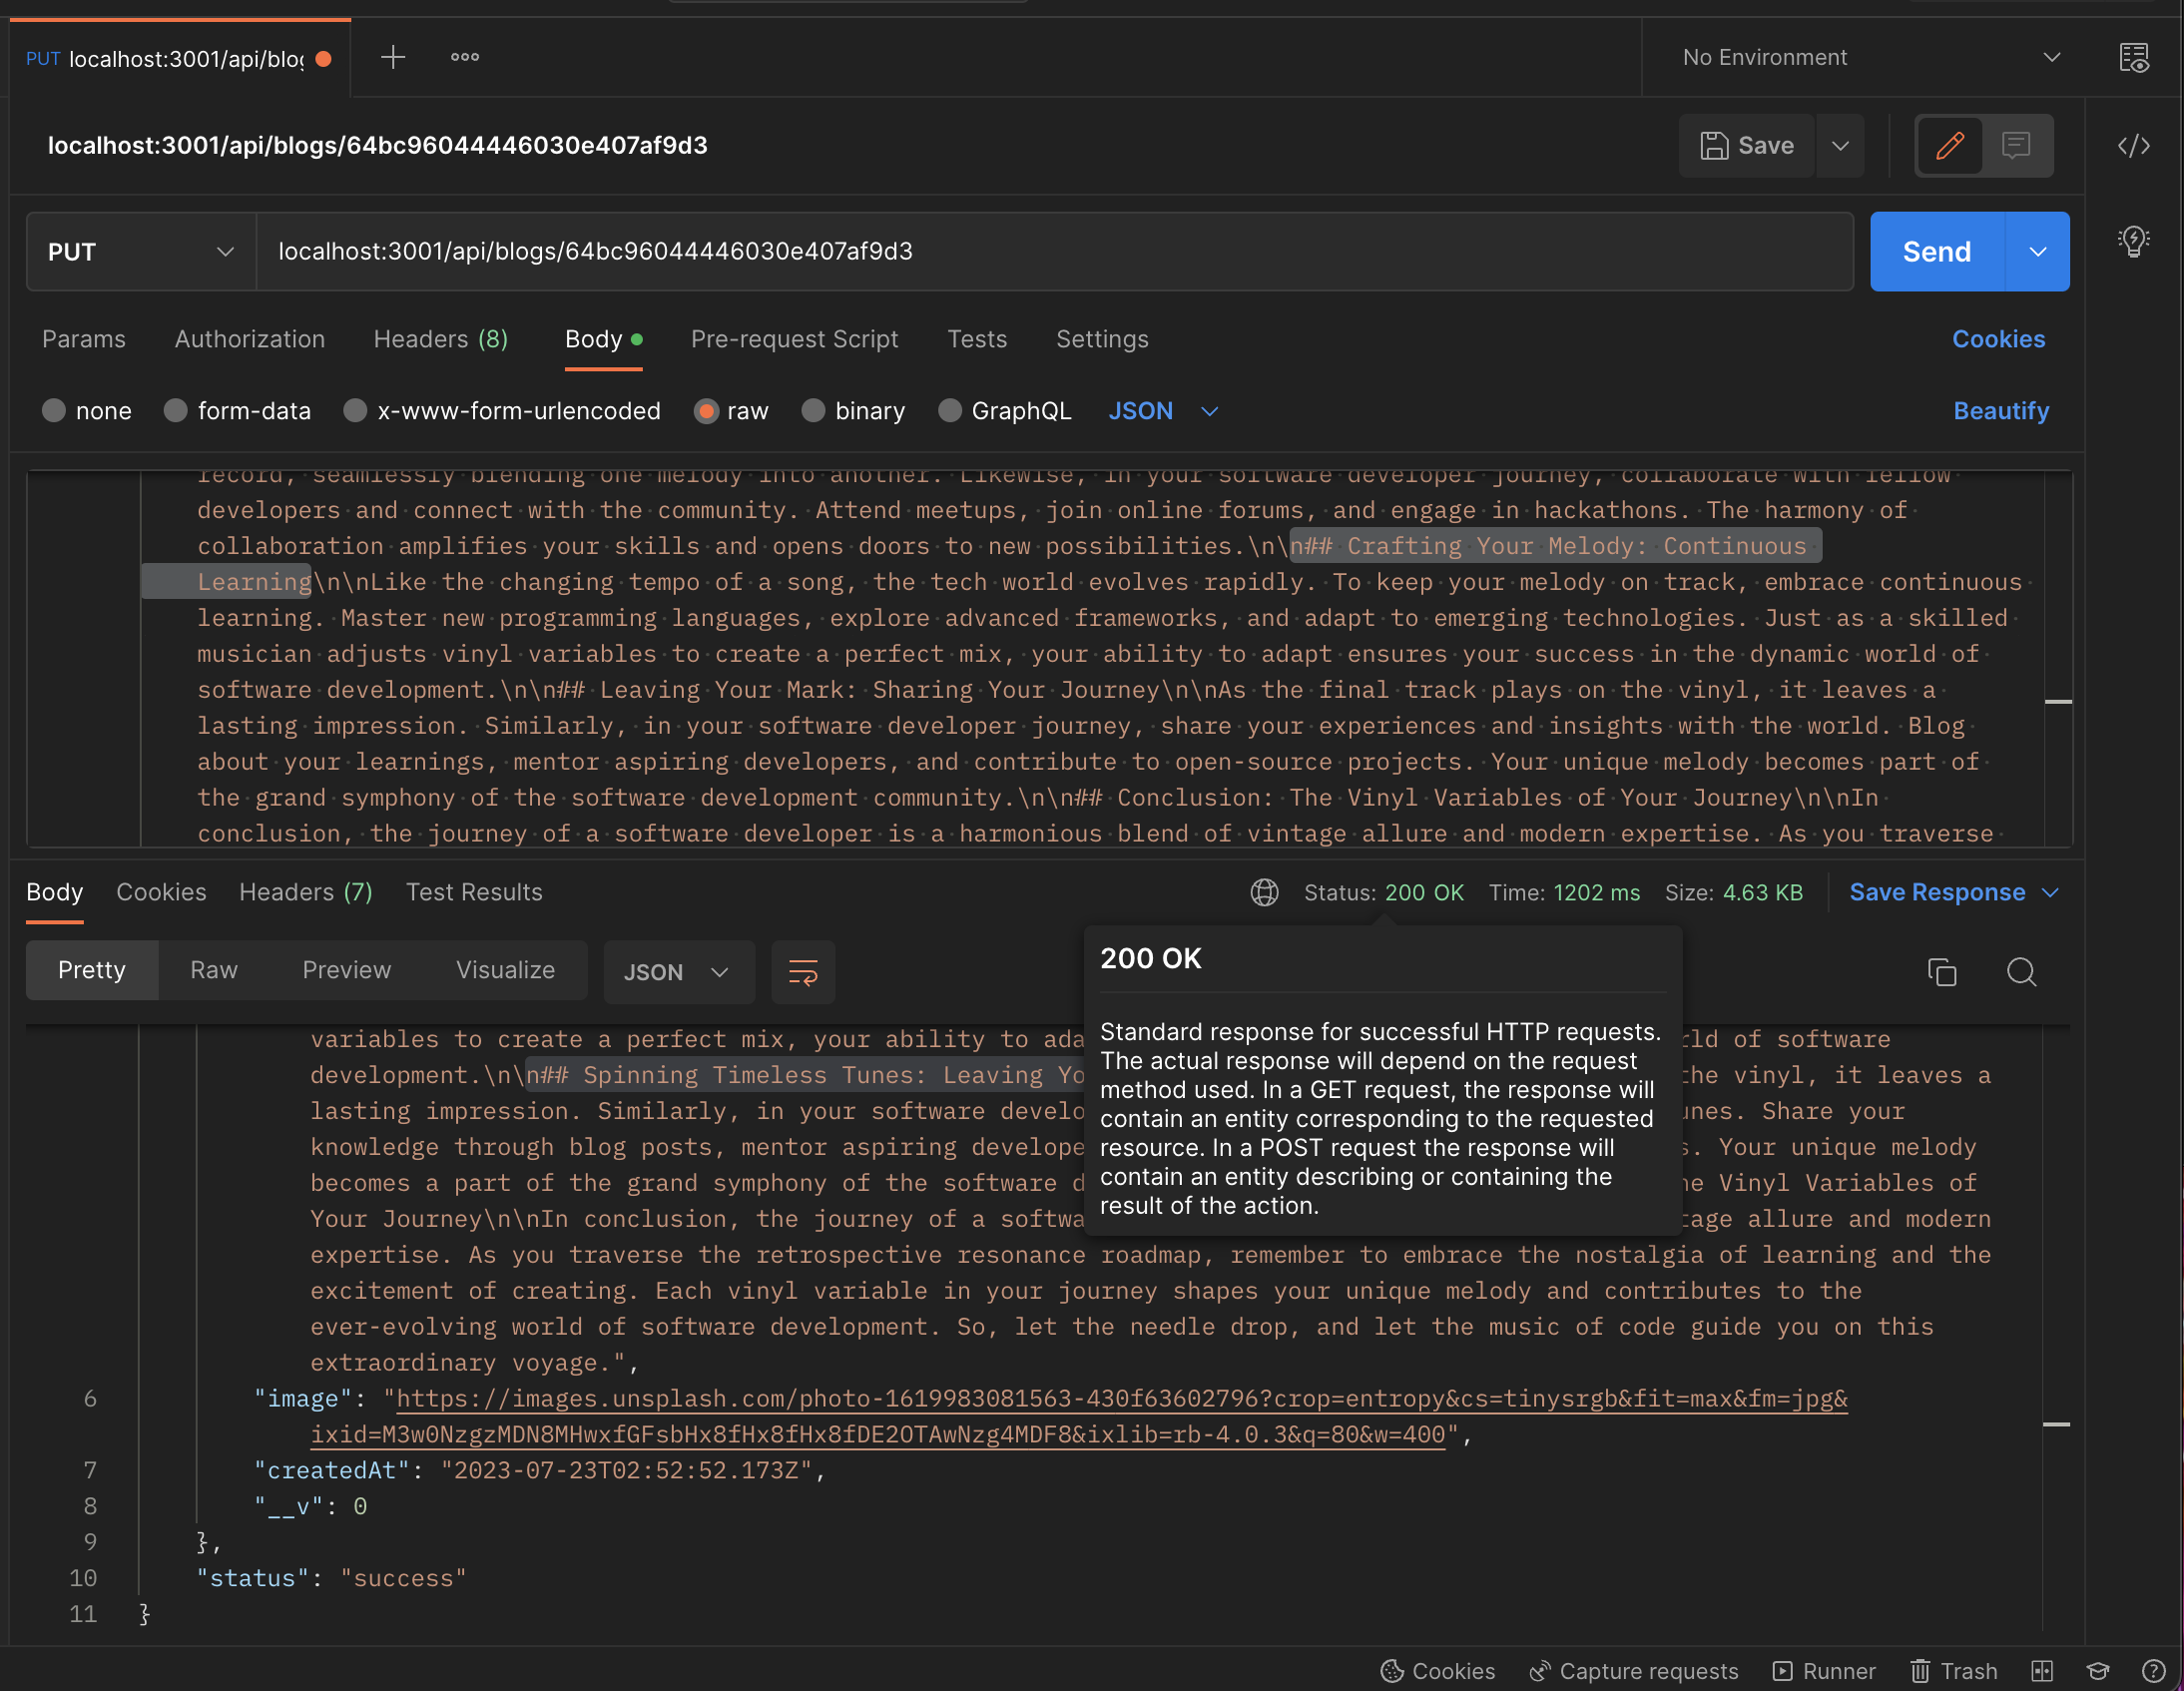 PUT localhost:3001/api/blog
No Environment
localhost:3001/api/blogs/64bc96044446030e407af9d3
Save
PUT
localhost:3001/api/blogs/64bc96044446030e407af9d3
Send
Params Authorization Headers (8) Body Pre-request Script Tests Settings Cookies
none form-data x-www-form-urlencoded raw binary GraphQL JSON Beautify
record, seamlessly blending one melody into another. Likewise, in your software developer journey, collaborate with fellow
developers and connect with the community. Attend meetups, join online forums, and engage in hackathons. The harmony of
collaboration amplifies your skills and opens doors to new possibilities.\n\n## Crafting Your Melody: Continuous
Learning\n\nLike the changing tempo of a song, the tech world evolves rapidly. To keep your melody on track, embrace continuous
learning. Master new programming languages, explore advanced frameworks, and adapt to emerging technologies. Just as a skilled
musician adjusts vinyl variables to create a perfect mix, your ability to adapt ensures your success in the dynamic world of
software development.\n\n## Leaving Your Mark: Sharing Your Journey\n\nAs the final track plays on the vinyl, it leaves a
lasting impression. Similarly, in your software developer journey, share your experiences and insights with the world. Blog
about your learnings, mentor aspiring developers, and contribute to open-source projects. Your unique melody becomes part of
the grand symphony of the software development community.\n\n## Conclusion: The Vinyl Variables of Your Journey\n\nIn
conclusion, the journey of a software developer is a harmonious blend of vintage allure and modern expertise. As you traverse
Body Cookies Headers (7) Test Results Status: 200 OK Time: 1202 ms Size: 4.63 KB Save Response
Pretty Raw Preview Visualize JSON
200 OK
Standard response for successful HTTP requests.
The actual response will depend on the request
method used. In a GET request, the response will
contain an entity corresponding to the requested
resource. In a POST request the response will
contain an entity describing or containing the
result of the action.
variables to create a perfect mix, your ability to ada rld of software
development.\n\n## Spinning Timeless Tunes: Leaving Yo the vinyl, it leaves a
lasting impression. Similarly, in your software develo unes. Share your
knowledge through blog posts, mentor aspiring develope s. Your unique melody
becomes a part of the grand symphony of the software d he Vinyl Variables of
Your Journey\n\nIn conclusion, the journey of a softwa tage allure and modern
expertise. As you traverse the retrospective resonance roadmap, remember to embrace the nostalgia of learning and the
excitement of creating. Each vinyl variable in your journey shapes your unique melody and contributes to the
ever-evolving world of software development. So, let the needle drop, and let the music of code guide you on this
extraordinary voyage.",
6 "image": "https://images.unsplash.com/photo-1619983081563-430f63602796?crop=entropy&cs=tinysrgb&fit=max&fm=jpg&
ixid=M3w0NzgzMDN8MHwxfGFsbHx8fHx8fHx8fDE2OTAwNzg4MDF8&ixlib=rb-4.0.3&q=80&w=400",
7 "createdAt": "2023-07-23T02:52:52.173Z",
8 "__v": 0
9 },
10 "status": "success"
11 }
Cookies Capture requests Runner Trash